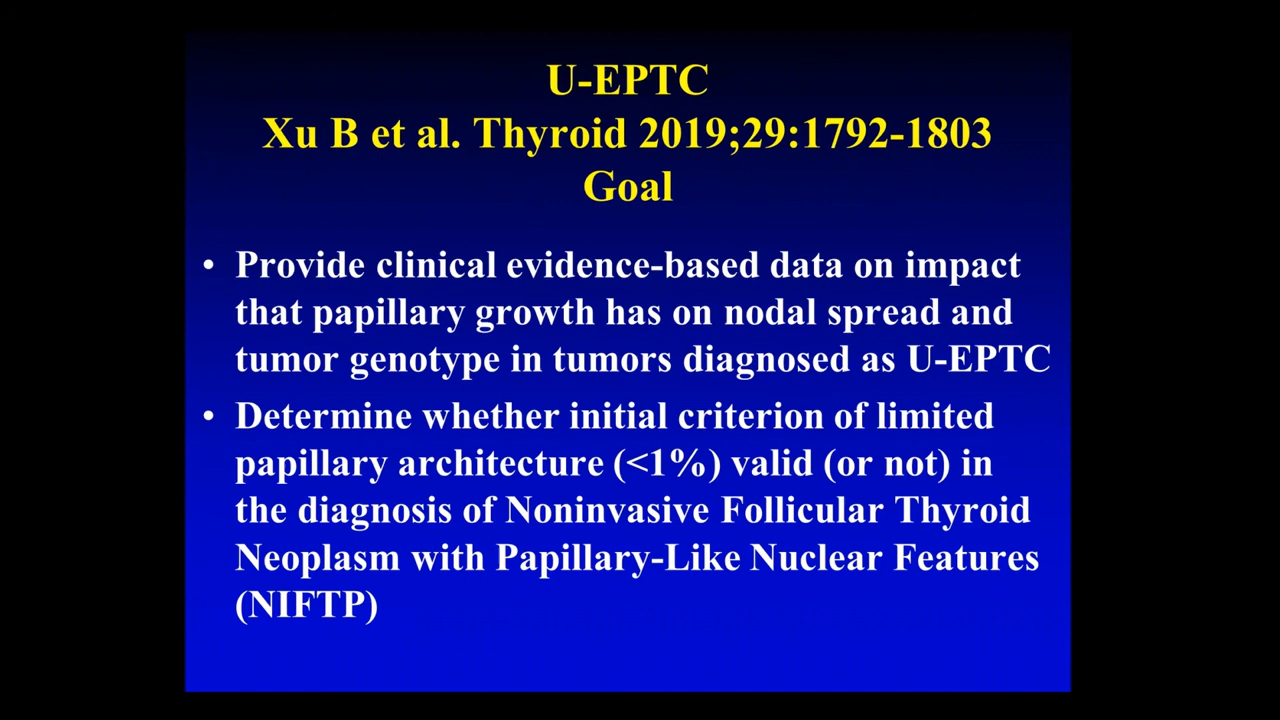 U-EPTC
Xu B et al. Thyroid 2019;29:1792-1803
Goal
• Provide clinical evidence-based data on impact
that papillary growth has on nodal spread and
tumor genotype in tumors diagnosed as U-EPTC
• Determine whether initial criterion of limited
papillary architecture (<1%) valid (or not) in
the diagnosis of Noninvasive Follicular Thyroid
Neoplasm with Papillary-Like Nuclear Features
(NIFTP)